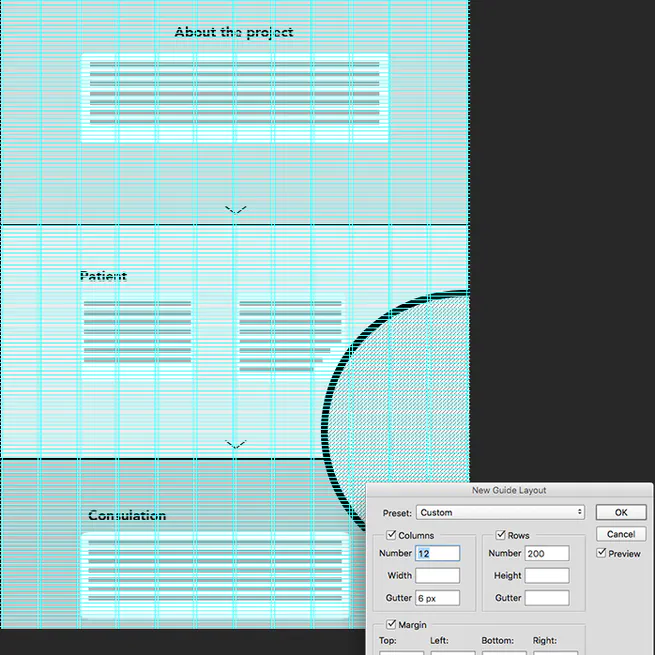 About the project
Patient
Consulation
New Guide Layout
Preset: Custom
OK
Cancel
Preview
Columns
Rows
Number 12
Number 200
Width
Height
Gutter 6 px
Gutter
Margin
Top: Left: Bottom: Right: